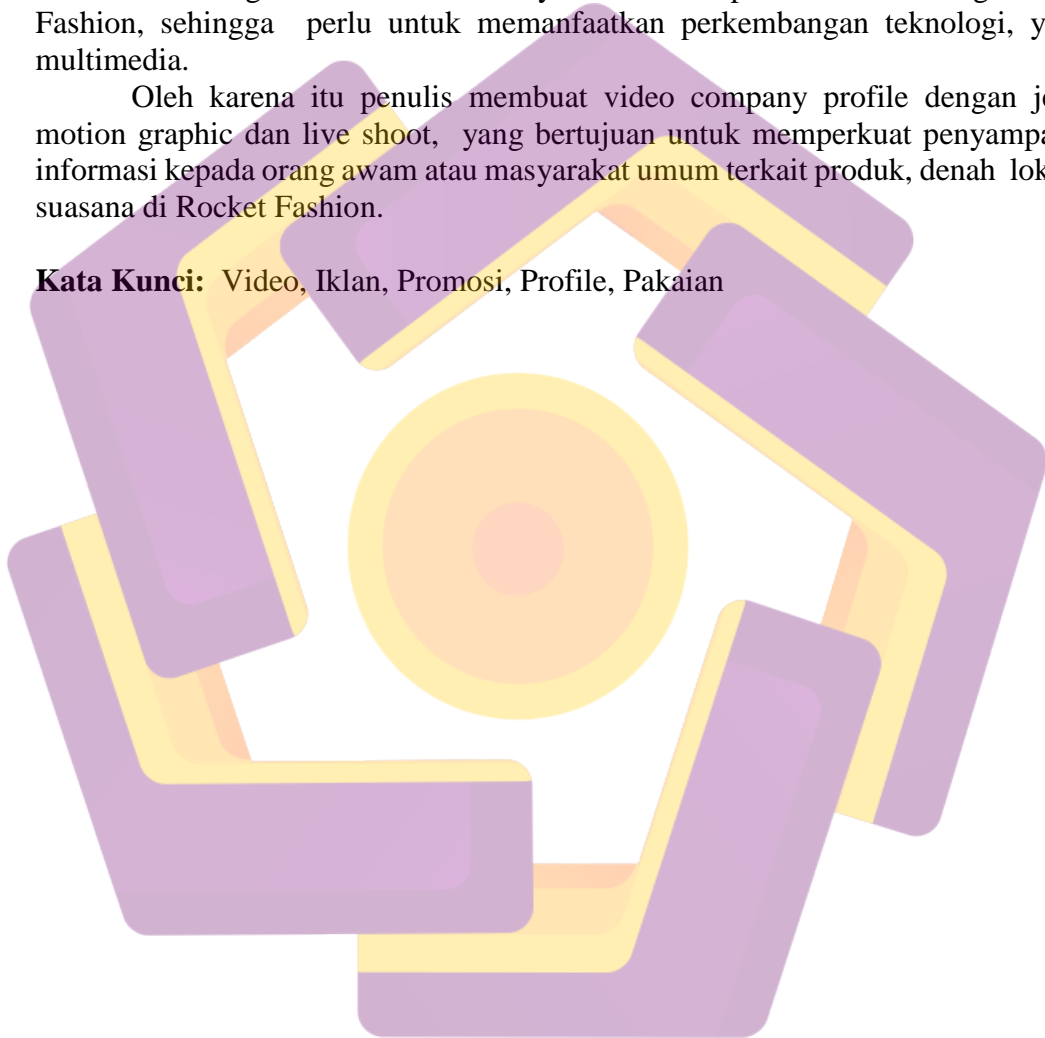 Fashion, sehingga perlu untuk memanfaatkan perkembangan teknologi, y
multimedia.
Oleh karena itu penulis membuat video company profile dengan je
motion graphic dan live shoot, yang bertujuan untuk memperkuat penyampa
informasi kepada orang awam atau masyarakat umum terkait produk, denah lok
suasana di Rocket Fashion.
Kata Kunci: Video, Iklan, Promosi, Profile, Pakaian